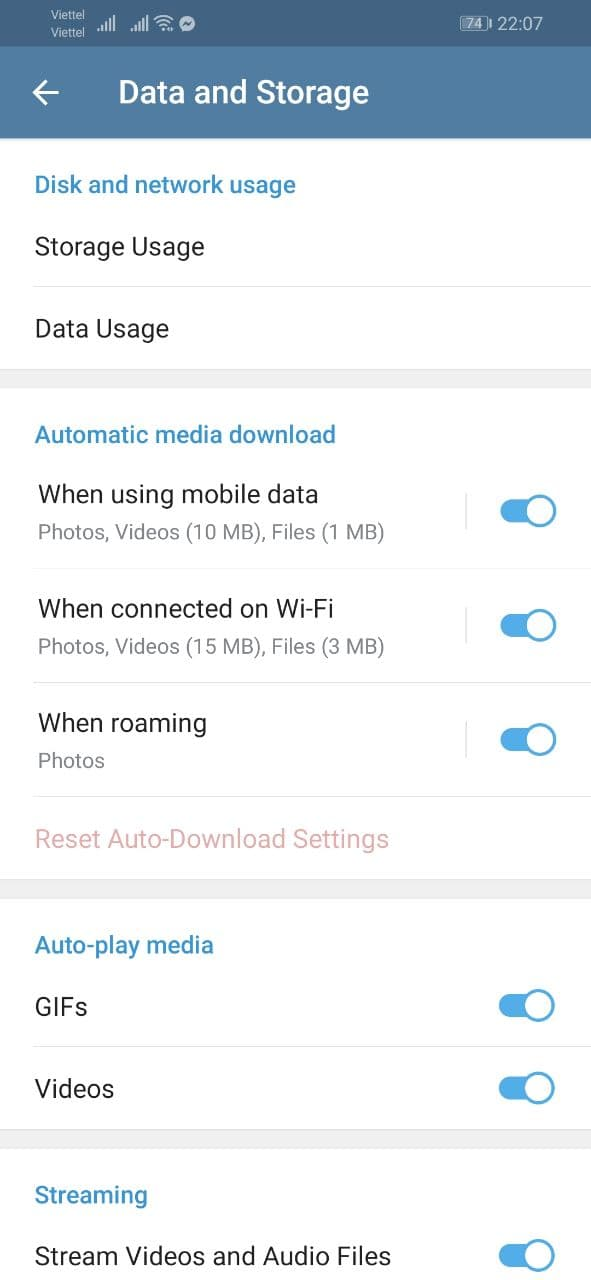 Viettel
Viettel
74 22:07
Data and Storage
Disk and network usage
Storage Usage
Data Usage
Automatic media download
When using mobile data
Photos, Videos (10 MB), Files (1 MB)
When connected on Wi-Fi
Photos, Videos (15 MB), Files (3 MB)
When roaming
Photos
Reset Auto-Download Settings
Auto-play media
GIFs
Videos
Streaming
Stream Videos and Audio Files